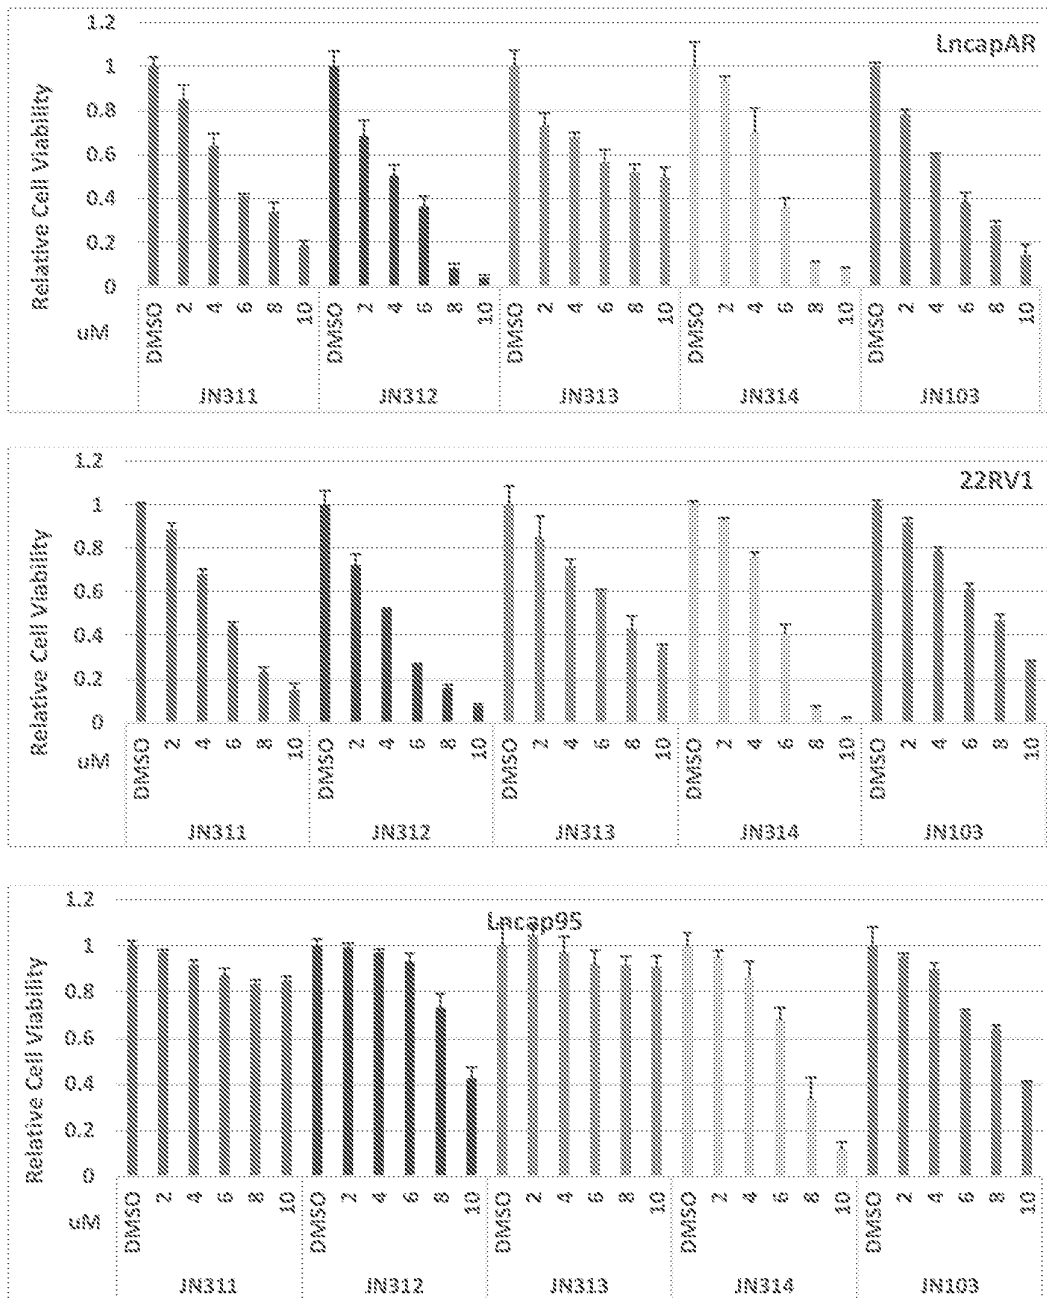 LncapAR
Relative Cell Viability
1.2
1
0.8
0.6
0.4
0.2
0
uM
DMSO 2 4 6 8 10 DMSO 2 4 6 8 10 DMSO 2 4 6 8 10 DMSO 2 4 6 8 10 DMSO 2 4 6 8 10
JN311 JN312 JN313 JN314 JN103
22RV1
Relative Cell Viability
1.2
1
0.8
0.6
0.4
0.2
0
uM
DMSO 2 4 6 8 10 DMSO 2 4 6 8 10 DMSO 2 4 6 8 10 DMSO 2 4 6 8 10 DMSO 2 4 6 8 10
JN311 JN312 JN313 JN314 JN103
Lncap95
Relative Cell Viability
1.2
1
0.8
0.6
0.4
0.2
0
uM
DMSO 2 4 6 8 10 DMSO 2 4 6 8 10 DMSO 2 4 6 8 10 DMSO 2 4 6 8 10 DMSO 2 4 6 8 10
JN311 JN312 JN313 JN314 JN103